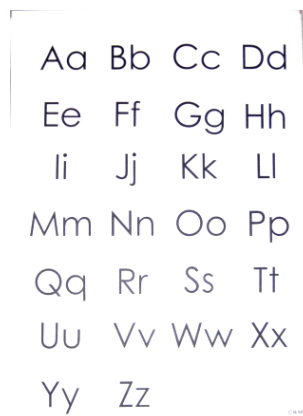 Aa Bb Cc Dd
Ee Ff Gg Hh
Ii Jj Kk Ll
Mm Nn Oo Pp
Qq Rr Ss Tt
Uu Vv Ww Xx
Yy Zz